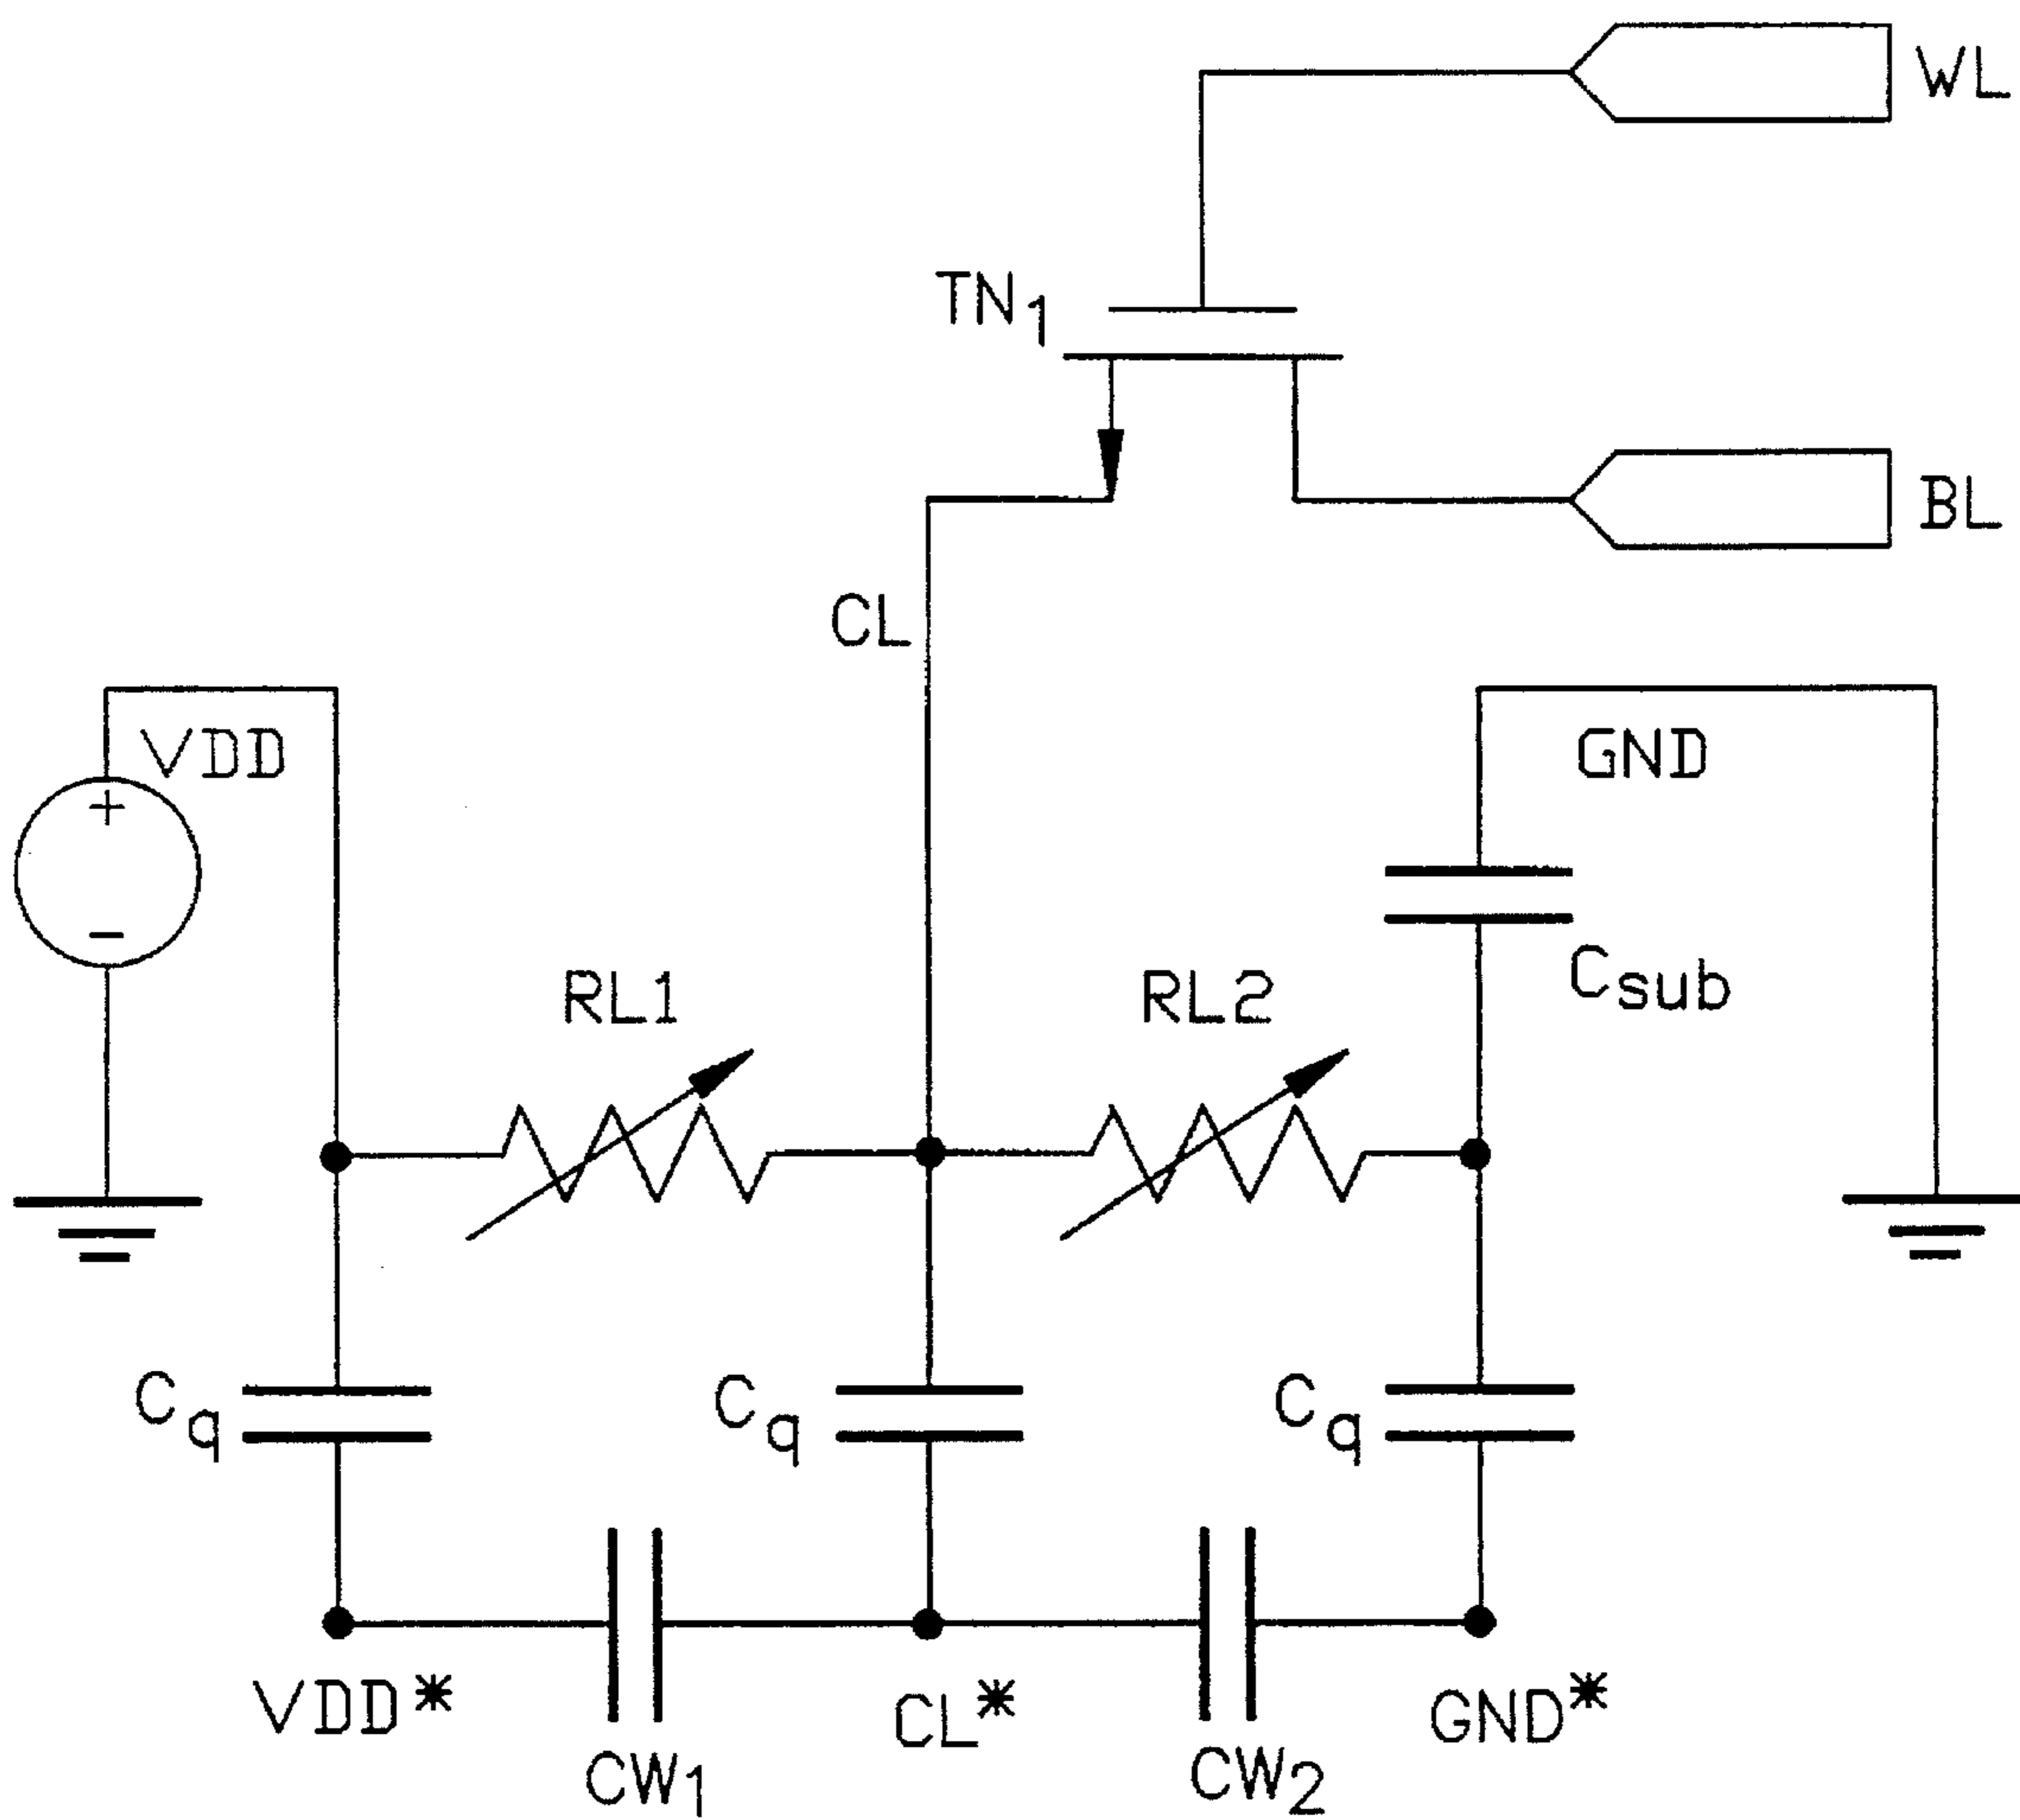 WL
TN1
BL
CL
VDD
GND
+
-
Csub
RL1
RL2
Cq
Cq
Cq
VDD*
CL*
GND*
CW1
CW2